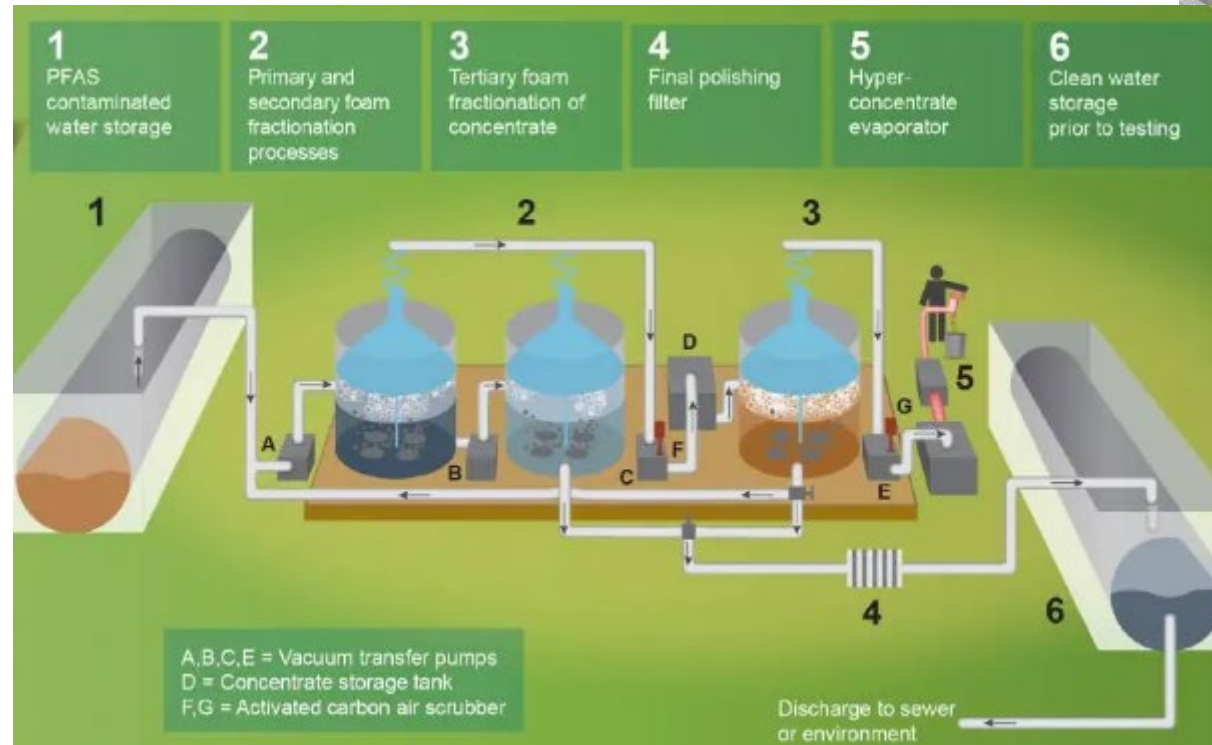 1
PFAS
contaminated
water storage
2
Primary and
secondary foam
fractionation
processes
3
Tertiary foam
fractionation of
concentrate
4
Final polishing
filter
5
Hyper-
concentrate
evaporator
6
Clean water
storage
prior to testing
1
2
3
A
B
C
D
F
E
G
5
4
6
A,B,C,E = Vacuum transfer pumps
D = Concentrate storage tank
F,G = Activated carbon air scrubber
Discharge to sewer
or environment